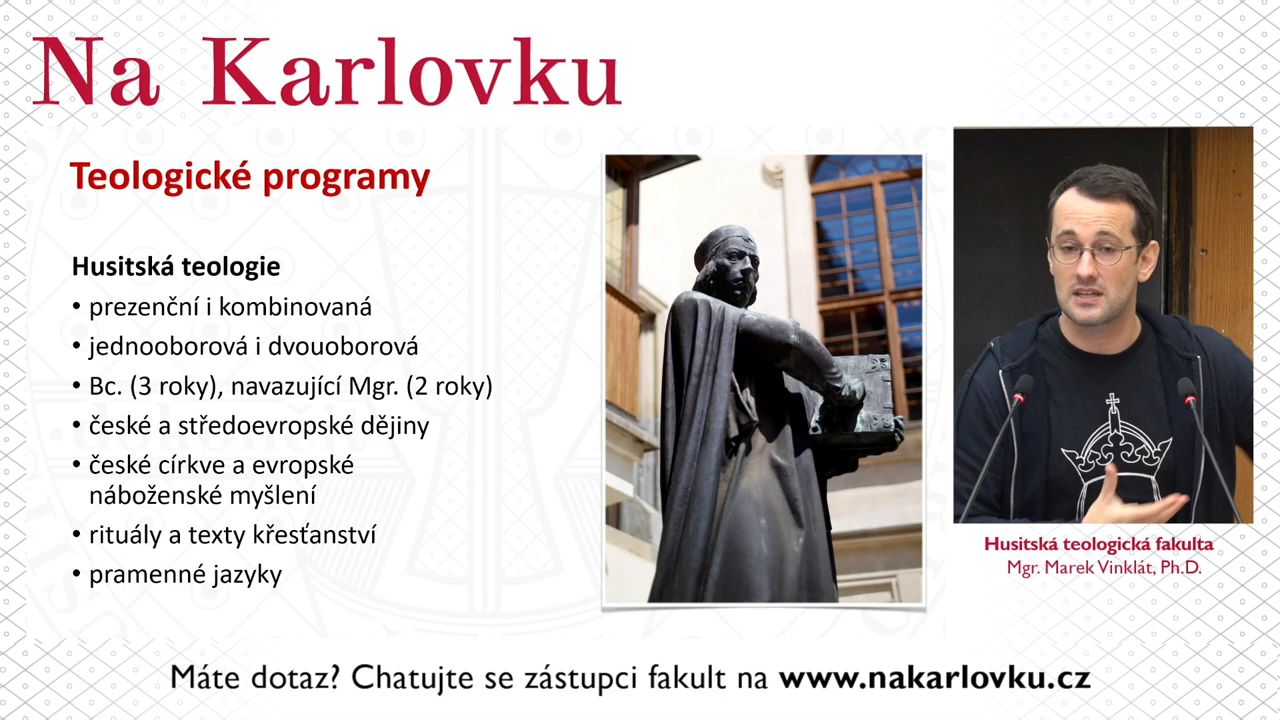 Na Karlovku
Teologické programy
Husitská teologie
• prezenční i kombinovaná
• jednooborová i dvouoborová
• Bc. (3 roky), navazující Mgr. (2 roky)
• české a středoevropské dějiny
• české církve a evropské
náboženské myšlení
• rituály a texty křesťanství
• pramenné jazyky
Husitská teologická fakulta
Mgr. Marek Vinklát, Ph.D.
Máte dotaz? Chatujte se zástupci fakult na www.nakarlovku.cz